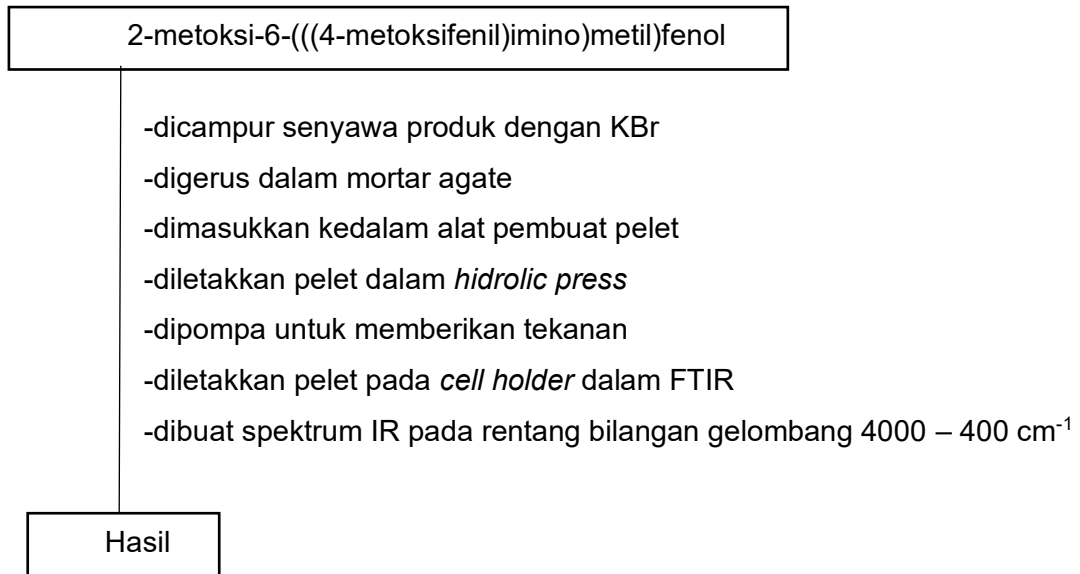 2-metoksi-6-(((4-metoksifenil)imino)metil)fenol
-dicampur senyawa produk dengan KBr
-digerus dalam mortar agate
-dimasukkan kedalam alat pembuat pelet
-diletakkan pelet dalam hidrolic press
-dipompa untuk memberikan tekanan
-diletakkan pelet pada cell holder dalam FTIR
-dibuat spektrum IR pada rentang bilangan gelombang 4000 – 400 cm⁻¹
Hasil